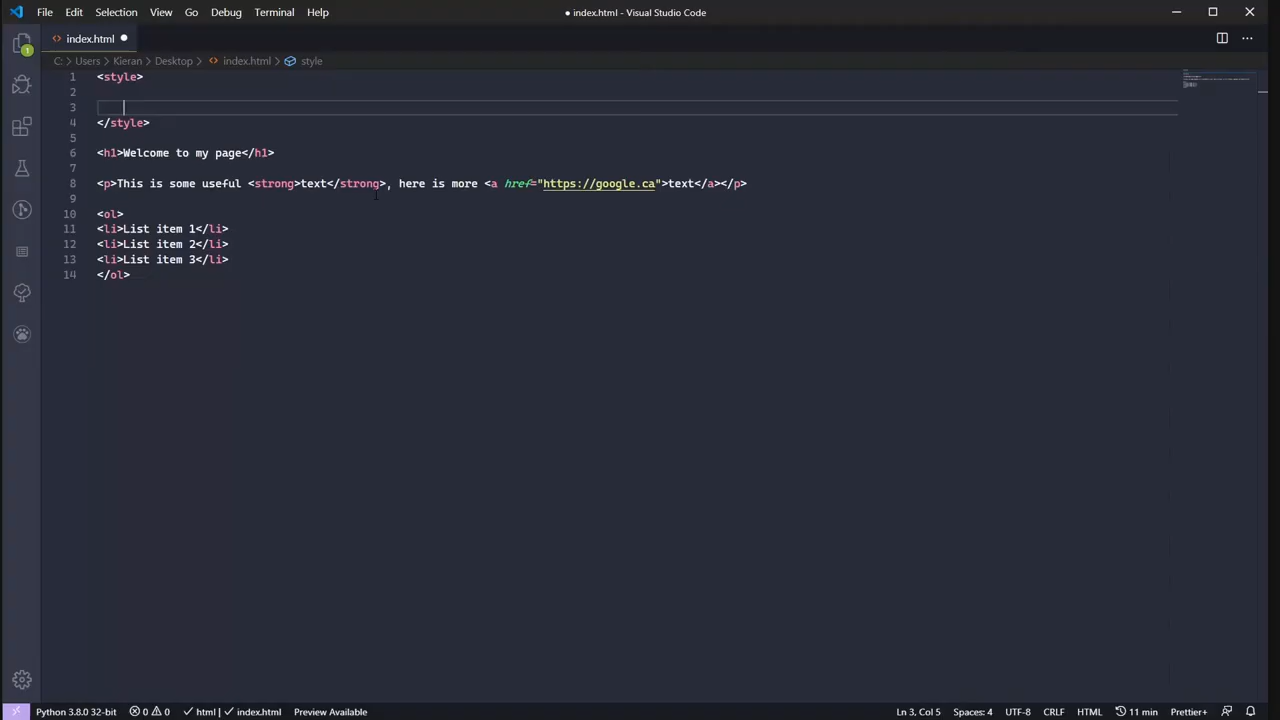 File Edit Selection View Go Debug Terminal Help
● index.html - Visual Studio Code
index.html
C: > Users > Kieran > Desktop > index.html > style
1 <style>
2
3
4 </style>
5
6 <h1>Welcome to my page</h1>
7
8 <p>This is some useful <strong>text</strong>, here is more <a href="https://google.ca">text</a></p>
9
10 <ol>
11 <li>List item 1</li>
12 <li>List item 2</li>
13 <li>List item 3</li>
14 </ol>
1
Python 3.8.0 32-bit 0 0 html | index.html Preview Available Ln 3, Col 5 Spaces: 4 UTF-8 CRLF HTML 11 min Prettier+